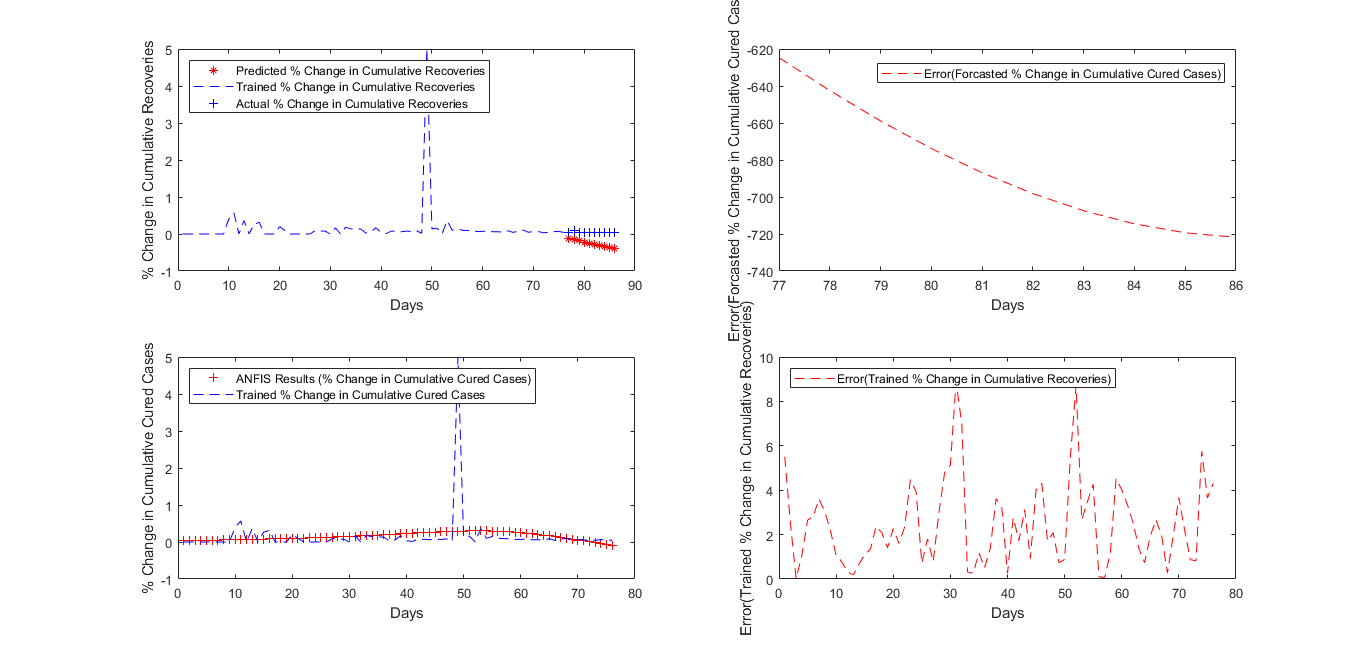 % Change in Cumulative Recoveries
5
4
3
2
1
0
-1
Predicted % Change in Cumulative Recoveries
Trained % Change in Cumulative Recoveries
Actual % Change in Cumulative Recoveries
0 10 20 30 40 50 60 70 80 90
Days
Error(Forcasted % Change in Cumulative Cured Cas
-620
-640
-660
-680
-700
-720
-740
Error(Forcasted % Change in Cumulative Cured Cases)
77 78 79 80 81 82 83 84 85 86
Days
% Change in Cumulative Cured Cases
5
4
3
2
1
0
-1
ANFIS Results (% Change in Cumulative Cured Cases)
Trained % Change in Cumulative Cured Cases
0 10 20 30 40 50 60 70 80
Days
Error(Trained % Change in Cumulative Recoveries)
10
8
6
4
2
0
Error(Trained % Change in Cumulative Recoveries)
0 10 20 30 40 50 60 70 80
Days